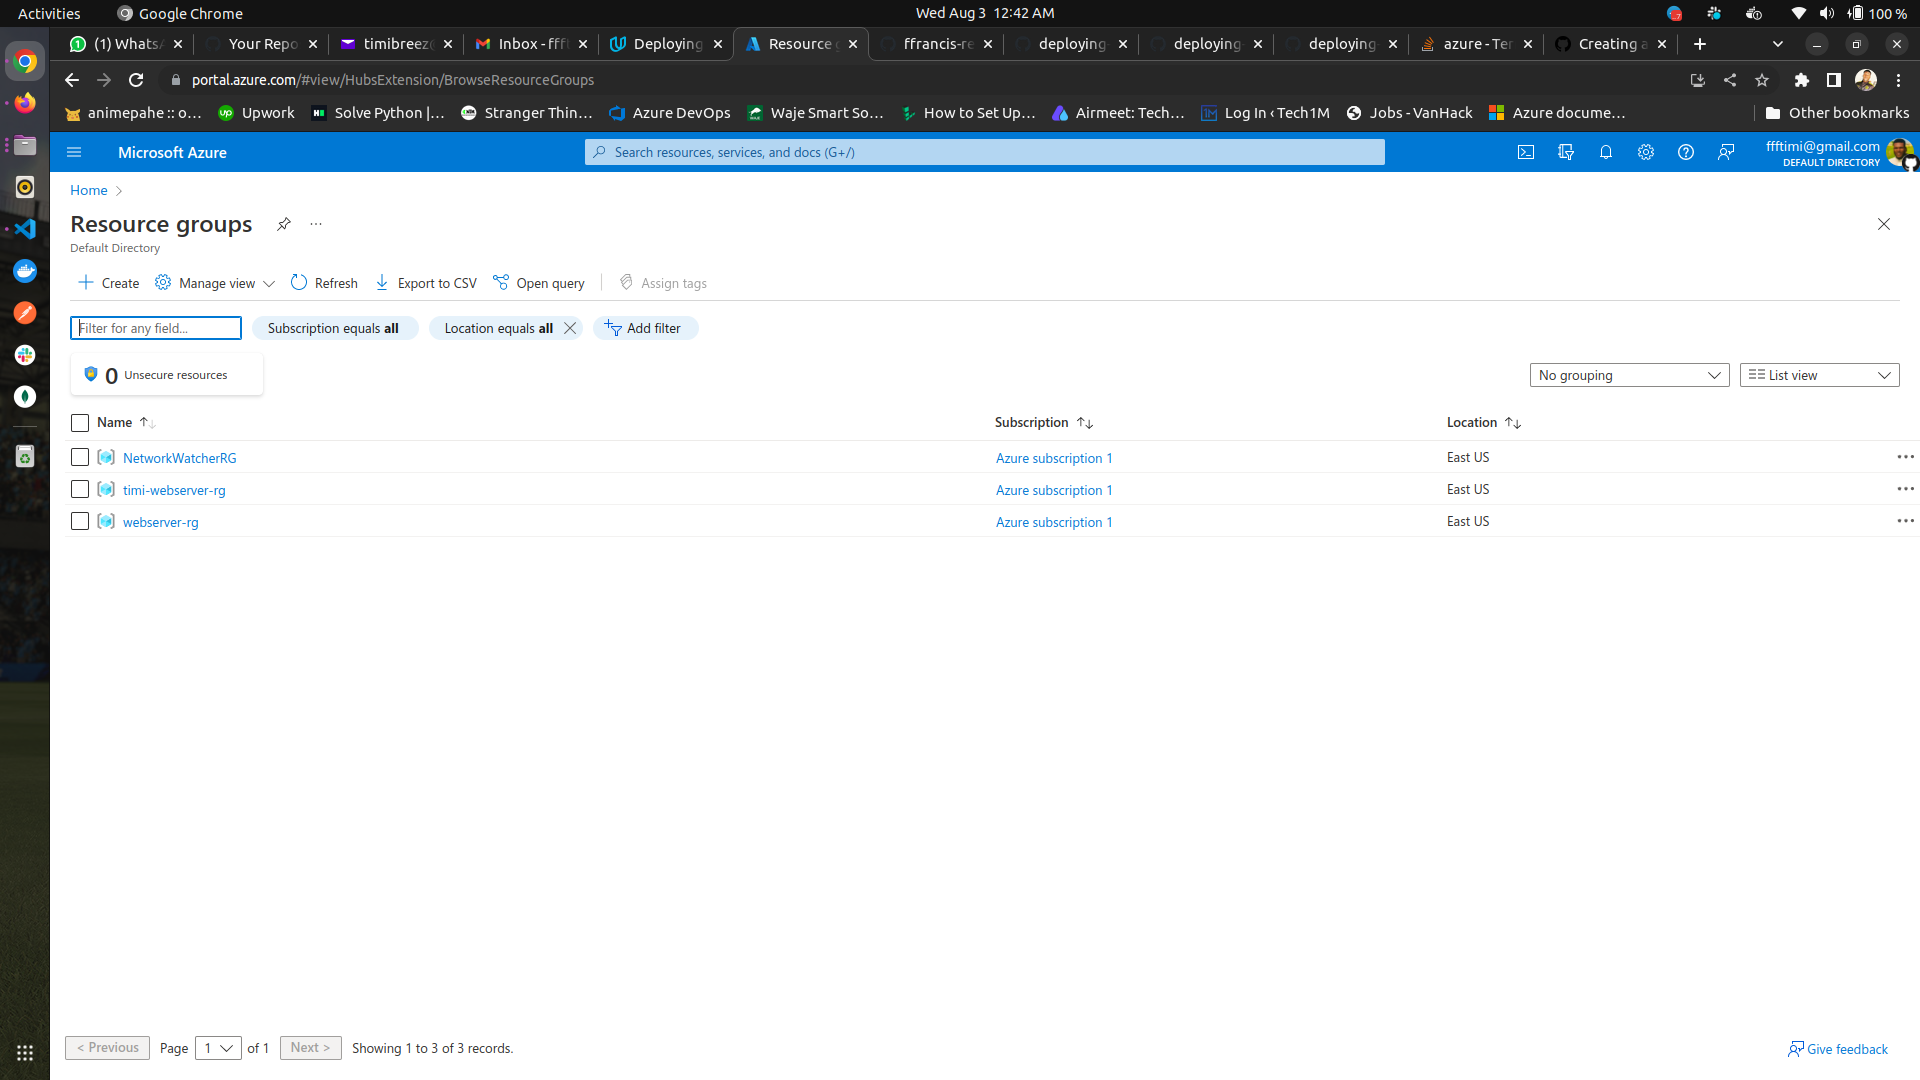 Activities Google Chrome Wed Aug 3 12:42 AM 100 %
(1) WhatsA Your Repo timibreez Inbox - fff Deploying Resource g ffrancis-re deploying- deploying- deploying- azure - Ter Creating a
portal.azure.com/#view/HubsExtension/BrowseResourceGroups
animepahe :: o… Upwork Solve Python |… Stranger Thin… Azure DevOps Waje Smart So… How to Set Up… Airmeet: Tech… Log In ‹ Tech1M Jobs - VanHack Azure docume… Other bookmarks
Microsoft Azure Search resources, services, and docs (G+/) ffftimi@gmail.com
DEFAULT DIRECTORY
Home
Resource groups
Default Directory
Create Manage view Refresh Export to CSV Open query Assign tags
Filter for any field... Subscription equals all Location equals all Add filter
0 Unsecure resources No grouping List view
Name Subscription Location
NetworkWatcherRG Azure subscription 1 East US
timi-webserver-rg Azure subscription 1 East US
webserver-rg Azure subscription 1 East US
< Previous Page 1 of 1 Next > Showing 1 to 3 of 3 records. Give feedback